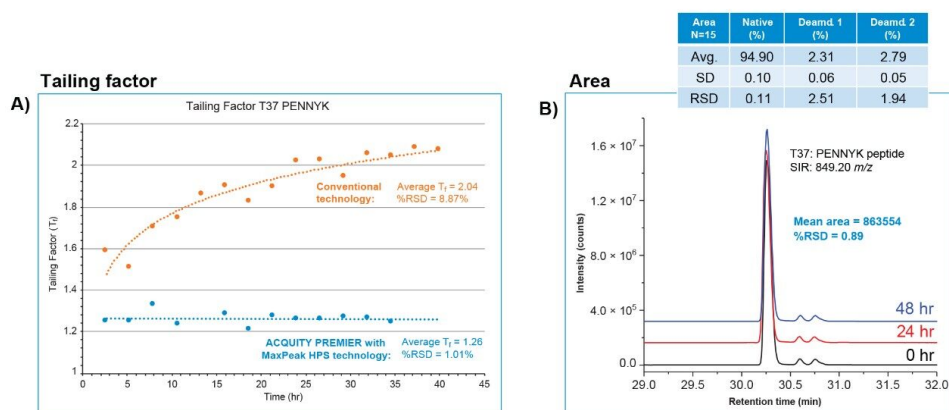 Area N=15 Native (%) Deamd. 1 (%) Deamd. 2 (%)
Avg. 94.90 2.31 2.79
SD 0.10 0.06 0.05
RSD 0.11 2.51 1.94
Tailing factor
A)
Tailing Factor T37 PENNYK
Tailing Factor (Tf)
2.2
2
1.8
1.6
1.4
1.2
1
Conventional technology:
Average Tf = 2.04
%RSD = 8.87%
ACQUITY PREMIER with
MaxPeak HPS technology:
Average Tf = 1.26
%RSD = 1.01%
0 5 10 15 20 25 30 35 40 45
Time (hr)
Area
B)
Intensity (counts)
1.6 × 10⁷
1.2 × 10⁷
8.0 × 10⁶
4.0 × 10⁵
0.0
T37: PENNYK peptide
SIR: 849.20 m/z
Mean area = 863554
%RSD = 0.89
48 hr
24 hr
0 hr
29.0 30.0 30.5 31.0 31.5 32.0
Retention time (min)